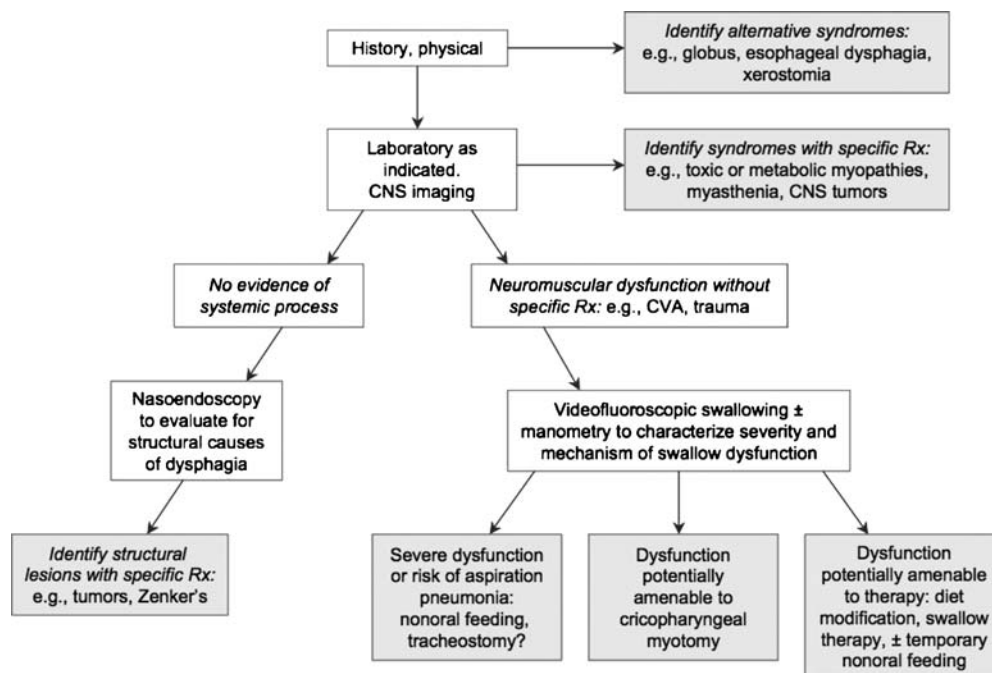 History, physical
Identify alternative syndromes:
e.g., globus, esophageal dysphagia,
xerostomia
Laboratory as
indicated.
CNS imaging
Identify syndromes with specific Rx:
e.g., toxic or metabolic myopathies,
myasthenia, CNS tumors
No evidence of
systemic process
Neuromuscular dysfunction without
specific Rx: e.g., CVA, trauma
Nasoendoscopy
to evaluate for
structural causes
of dysphagia
Videofluoroscopic swallowing ±
manometry to characterize severity and
mechanism of swallow dysfunction
Identify structural
lesions with specific Rx:
e.g., tumors, Zenker's
Severe dysfunction
or risk of aspiration
pneumonia:
nonoral feeding,
tracheostomy?
Dysfunction
potentially
amenable to
cricopharyngeal
myotomy
Dysfunction
potentially amenable
to therapy: diet
modification, swallow
therapy, ± temporary
nonoral feeding